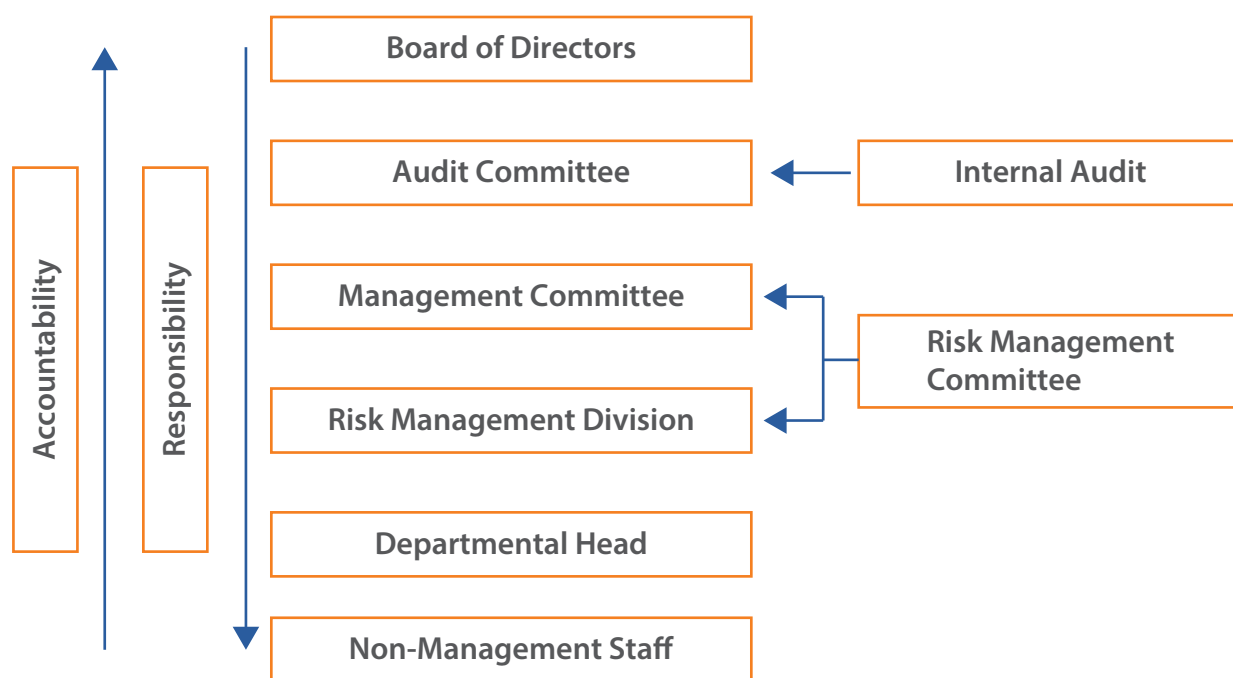 Board of Directors
Audit Committee
Internal Audit
Management Committee
Risk Management
Committee
Risk Management Division
Departmental Head
Non-Management Staff
Accountability
Responsibility